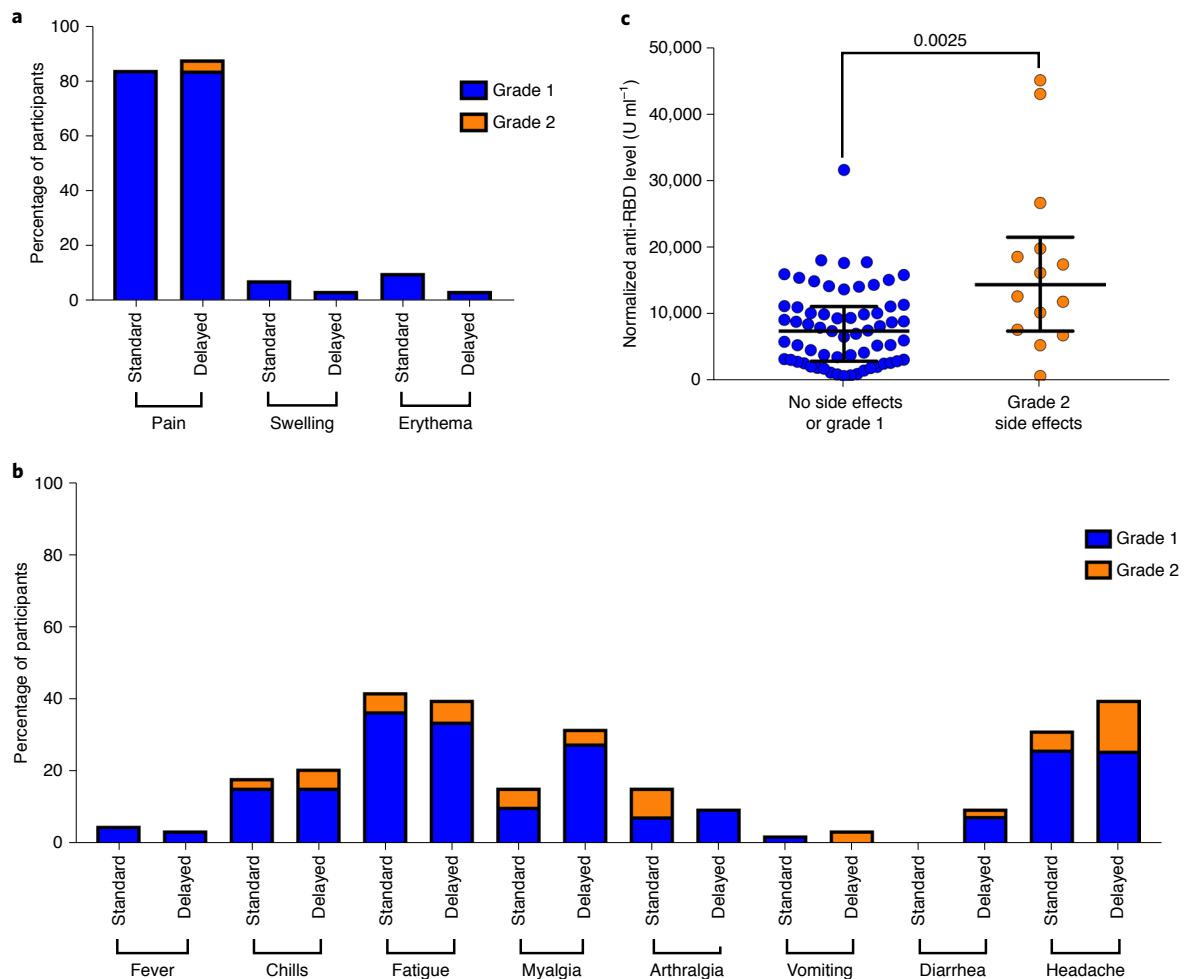 a
100
80
60
40
20
0
Percentage of participants
Grade 1
Grade 2
Standard
Delayed
Standard
Delayed
Standard
Delayed
Pain
Swelling
Erythema
c
0.0025
50,000
40,000
30,000
20,000
10,000
0
Normalized anti-RBD level (U ml⁻¹)
No side effects
or grade 1
Grade 2
side effects
b
100
80
60
40
20
0
Percentage of participants
Grade 1
Grade 2
Standard
Delayed
Standard
Delayed
Standard
Delayed
Standard
Delayed
Standard
Delayed
Standard
Delayed
Standard
Delayed
Standard
Delayed
Fever
Chills
Fatigue
Myalgia
Arthralgia
Vomiting
Diarrhea
Headache